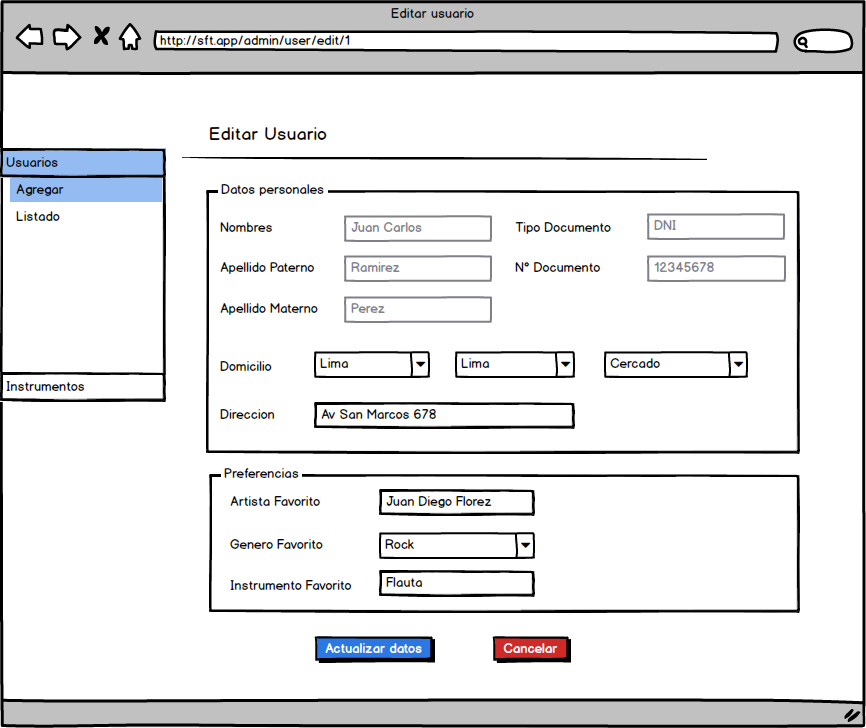 Editar usuario
http://sft.app/admin/user/edit/1
Editar Usuario
Usuarios
Agregar
Listado
Instrumentos
Datos personales
Nombres Juan Carlos Tipo Documento DNI
Apellido Paterno Ramirez N° Documento 12345678
Apellido Materno Perez
Domicilio Lima Lima Cercado
Direccion Av San Marcos 678
Preferencias
Artista Favorito Juan Diego Florez
Genero Favorito Rock
Instrumento Favorito Flauta
Actualizar datos Cancelar